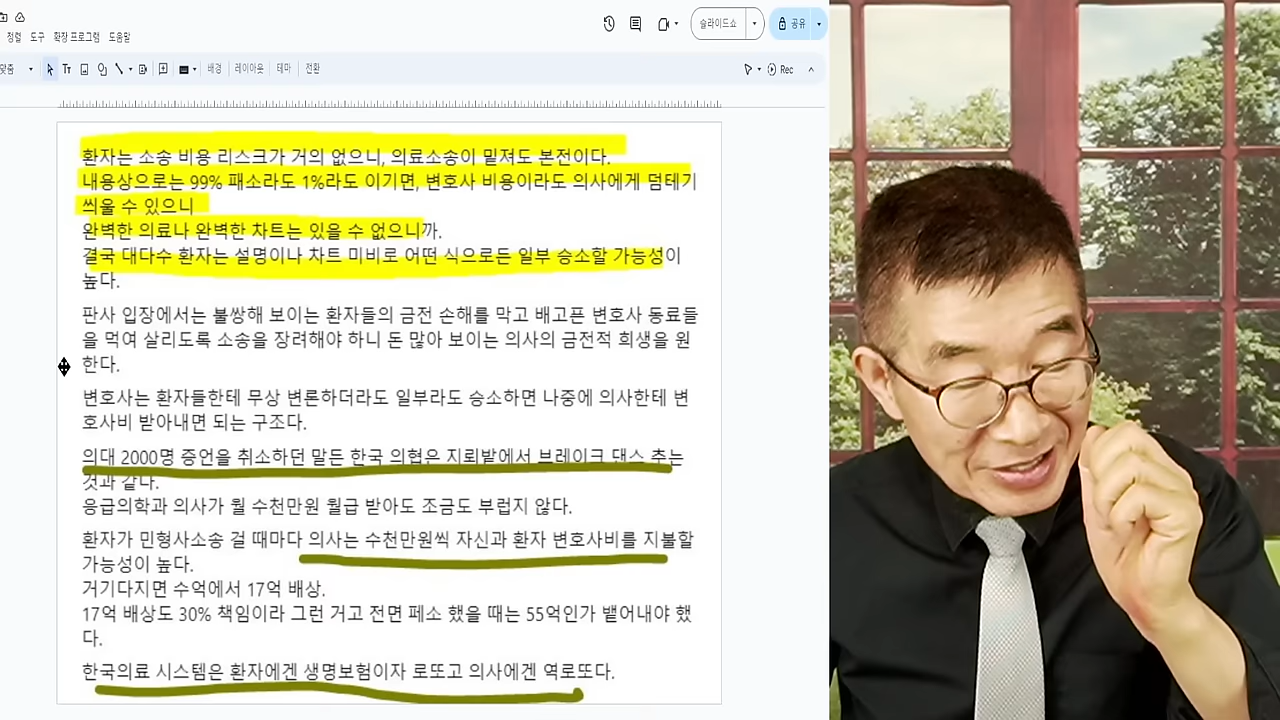 정렬 도구 확장 프로그램 도움말
슬라이드쇼
공유
맞춤
Tт
배경 레이아웃 테마 전환
Rec
환자는 소송 비용 리스크가 거의 없으니, 의료소송이 밑져도 본전이다.
내용상으로는 99% 패소라도 1%라도 이기면, 변호사 비용이라도 의사에게 덤테기
씌울 수 있으니
완벽한 의료나 완벽한 차트는 있을 수 없으니까.
결국 대다수 환자는 설명이나 차트 미비로 어떤 식으로든 일부 승소할 가능성이
높다.
판사 입장에서는 불쌍해 보이는 환자들의 금전 손해를 막고 배고픈 변호사 동료들
을 먹여 살리도록 소송을 장려해야 하니 돈 많아 보이는 의사의 금전적 희생을 원
한다.
변호사는 환자들한테 무상 변론하더라도 일부라도 승소하면 나중에 의사한테 변
호사비 받아내면 되는 구조다.
의대 2000명 증언을 취소하던 말든 한국 의협은 지뢰밭에서 브레이크 댄스 추는
것과 같다.
응급의학과 의사가 월 수천만원 월급 받아도 조금도 부럽지 않다.
환자가 민형사소송 걸 때마다 의사는 수천만원씩 자신과 환자 변호사비를 지불할
가능성이 높다.
거기다지면 수억에서 17억 배상.
17억 배상도 30% 책임이라 그런 거고 전면 페소 했을 때는 55억인가 뱉어내야 했
다.
한국의료 시스템은 환자에겐 생명보험이자 로또고 의사에겐 역로또다.